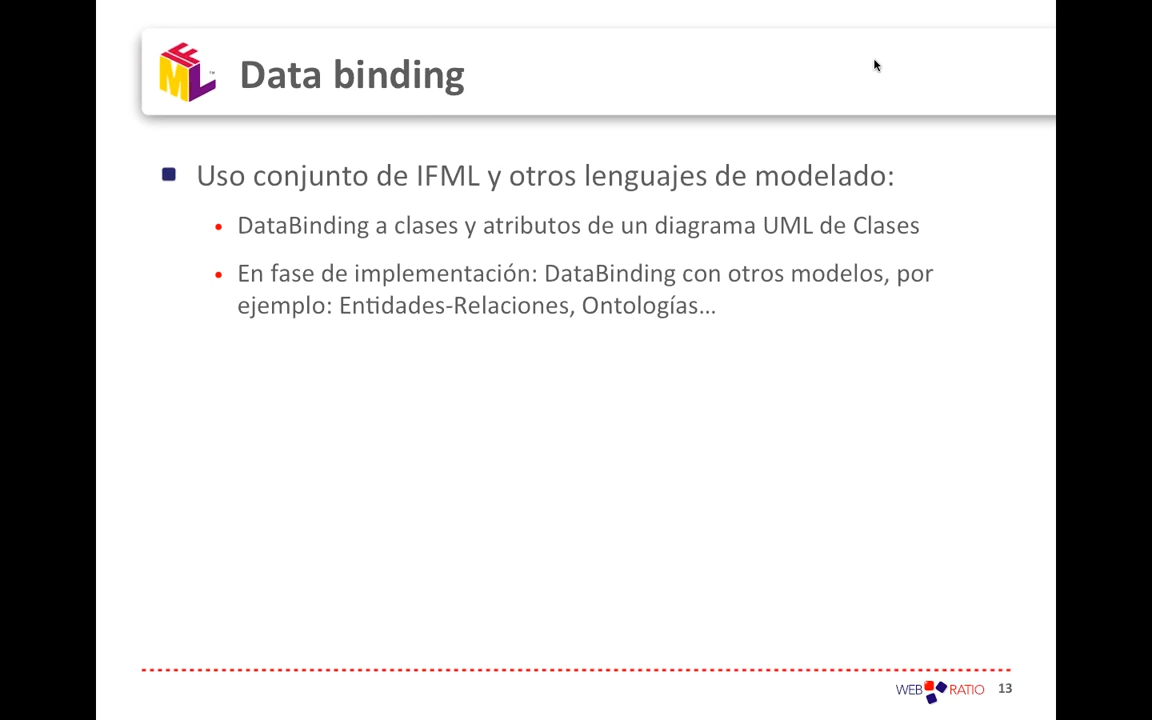 IFML™
Data binding
Uso conjunto de IFML y otros lenguajes de modelado:
DataBinding a clases y atributos de un diagrama UML de Clases
En fase de implementación: DataBinding con otros modelos, por
ejemplo: Entidades-Relaciones, Ontologías...
WEB RATIO 13